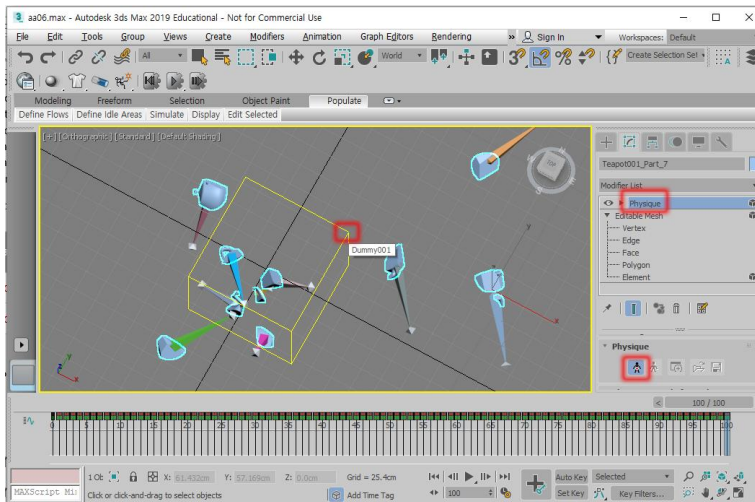 3 aa06.max - Autodesk 3ds Max 2019 Educational - Not for Commercial Use
File Edit Tools Group Views Create Modifiers Animation Graph Editors Rendering » Sign In Workspaces: Default
All World 3 Create Selection Set
Modeling Freeform Selection Object Paint Populate
Define Flows Define Idle Areas Simulate Display Edit Selected
[+] [Orthographic] [Standard] [Default Shading]
TOP
Teapot001_Part_7
Modifier List
Physique
Editable Mesh
Vertex
Edge
Face
Polygon
Element
Dummy001
y
x
Physique
y
z
x
< 100 / 100
0 5 10 15 20 25 30 35 40 45 50 55 60 65 70 75 80 85 90 95 100
1 Ob X: 61.432cm Y: 57.169cm Z: 0.0cm Grid = 25.4cm Auto Key Selected
MAXScript Mi Click or click-and-drag to select objects Add Time Tag 100 Set Key Key Filters...